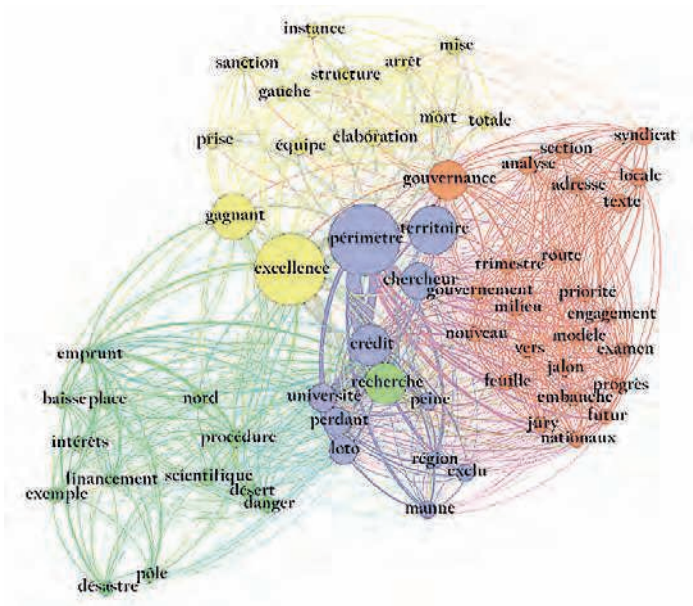 instance
mise
sanction
structure
arrêt
gauche
mort
totale
prise
équipe
élaboration
syndicat
section
analyse
gouvernance
adresse
locale
texte
gagnant
périmètre
territoire
excellence
chercheur
trimestre
route
gouvernement
milieu
priorité
engagement
nouveau
modèle
vers
examen
crédit
emprunt
jalon
recherche
feuille
progrès
université
peine
embauche
baisse
place
nord
perdant
jury
futur
nationaux
intérêts
procédure
loto
région
exclu
financement
scientifique
exemple
désert
danger
manne
pôle
désastre